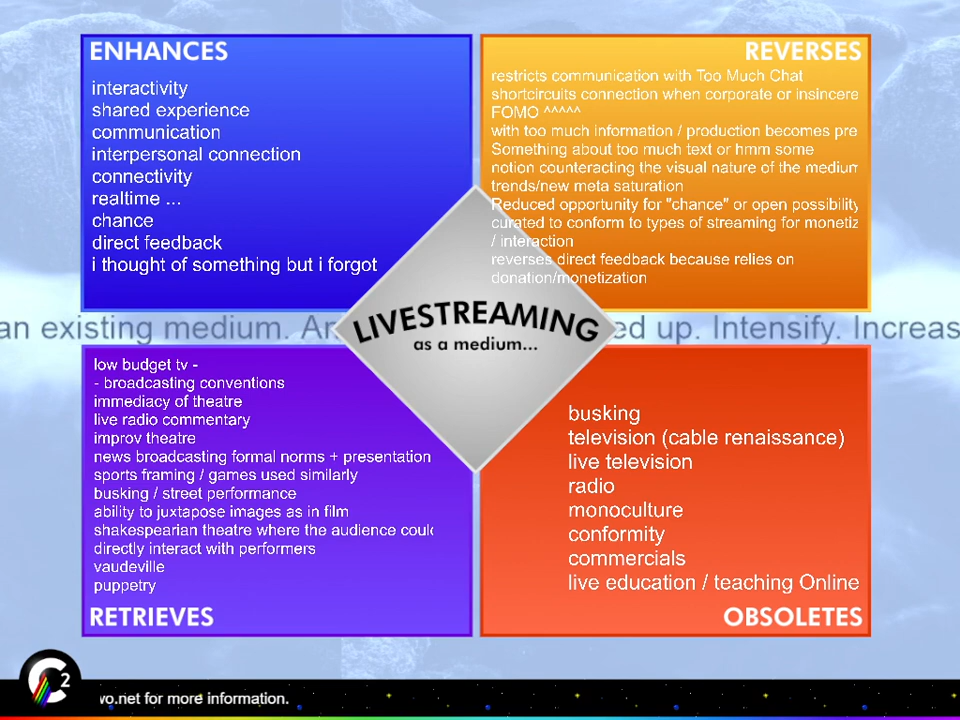 ENHANCES
interactivity
shared experience
communication
interpersonal connection
connectivity
realtime ...
chance
direct feedback
i thought of something but i forgot
REVERSES
restricts communication with Too Much Chat
shortcircuits connection when corporate or insincere
FOMO ^^^^^
with too much information / production becomes pre
Something about too much text or hmm some
notion counteracting the visual nature of the medium
trends/new meta saturation
Reduced opportunity for "chance" or open possibility
curated to conform to types of streaming for monetiz
/ interaction
reverses direct feedback because relies on
donation/monetization
an existing medium. Ar ed up. Intensify. Increas
LIVESTREAMING
as a medium...
low budget tv -
- broadcasting conventions
immediacy of theatre
live radio commentary
improv theatre
news broadcasting formal norms + presentation
sports framing / games used similarly
busking / street performance
ability to juxtapose images as in film
shakespearian theatre where the audience could
directly interact with performers
vaudeville
puppetry
RETRIEVES
busking
television (cable renaissance)
live television
radio
monoculture
conformity
commercials
live education / teaching Online
OBSOLETES
C2
wo.net for more information.